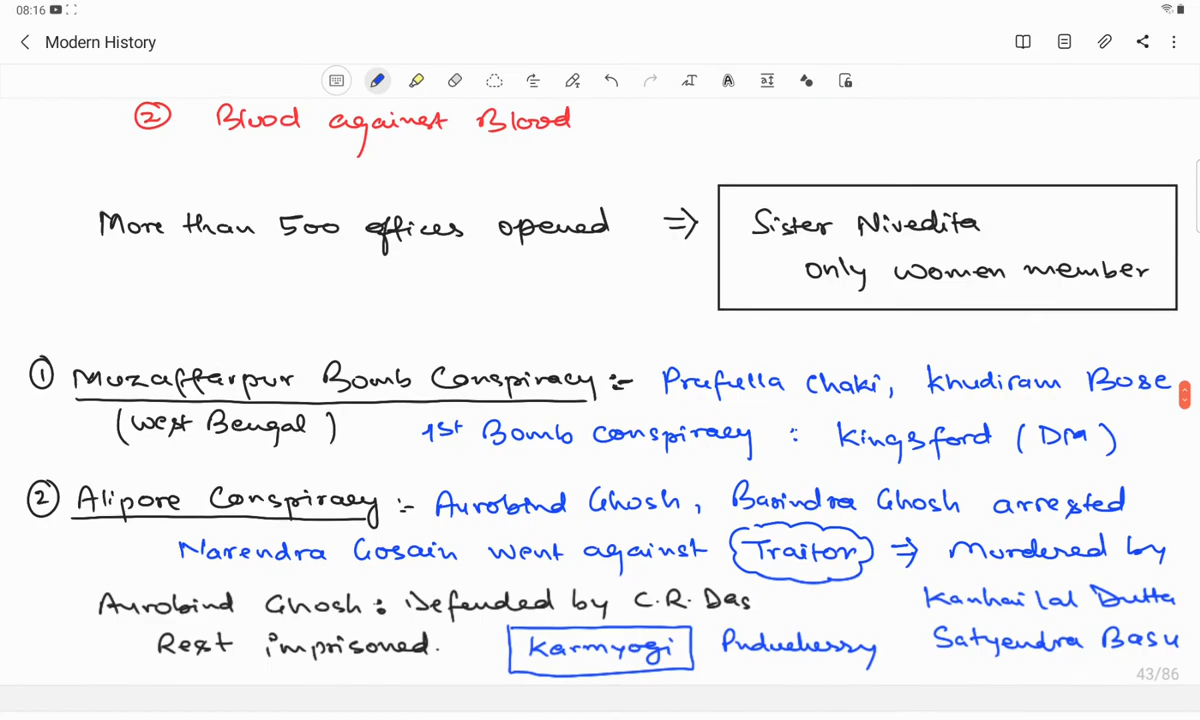 08:16
Modern History
② Blood against Blood
More than 500 offices opened ⇒ Sister Nivedita
only women member
① Muzaffarpur Bomb Conspiracy :- Prafulla Chaki, Khudiram Bose
(West Bengal) 1st Bomb Conspiracy : Kingsford (DM)
② Alipore Conspiracy :- Aurobind Ghosh, Barindra Ghosh arrested
Narendra Gosain went against Traitor ⇒ Murdered by
Aurobind Ghosh : Defended by C.R. Das Kanhai lal Dutta
Rest imprisoned. Karmyogi Puducherry Satyendra Basu
43/86